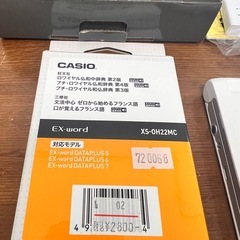 CASIO
旺文社
ロワイヤル仏和中辞典 第2版
プチ・ロワイヤル仏和辞典 第4版
プチ・ロワイヤル和仏辞典 第3版
三修社
文法中心 ゼロから始めるフランス語
口が覚えるフランス語
EX-word
XS-OH22MC
対応モデル
EX-word DATAPLUS 5
EX-word DATAPLUS 6
EX-word DATAPLUS 7
720056
02